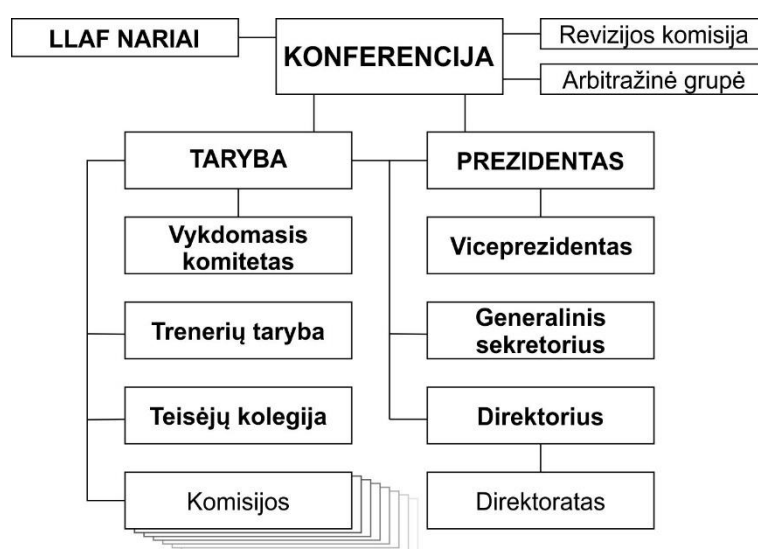 LLAF NARIAI
KONFERENCIJA
Revizijos komisija
Arbitražinė grupė
TARYBA
PREZIDENTAS
Vykdomasis
komitetas
Viceprezidentas
Trenerių taryba
Generalinis
sekretorius
Teisėjų kolegija
Direktorius
Komisijos
Direktoratas